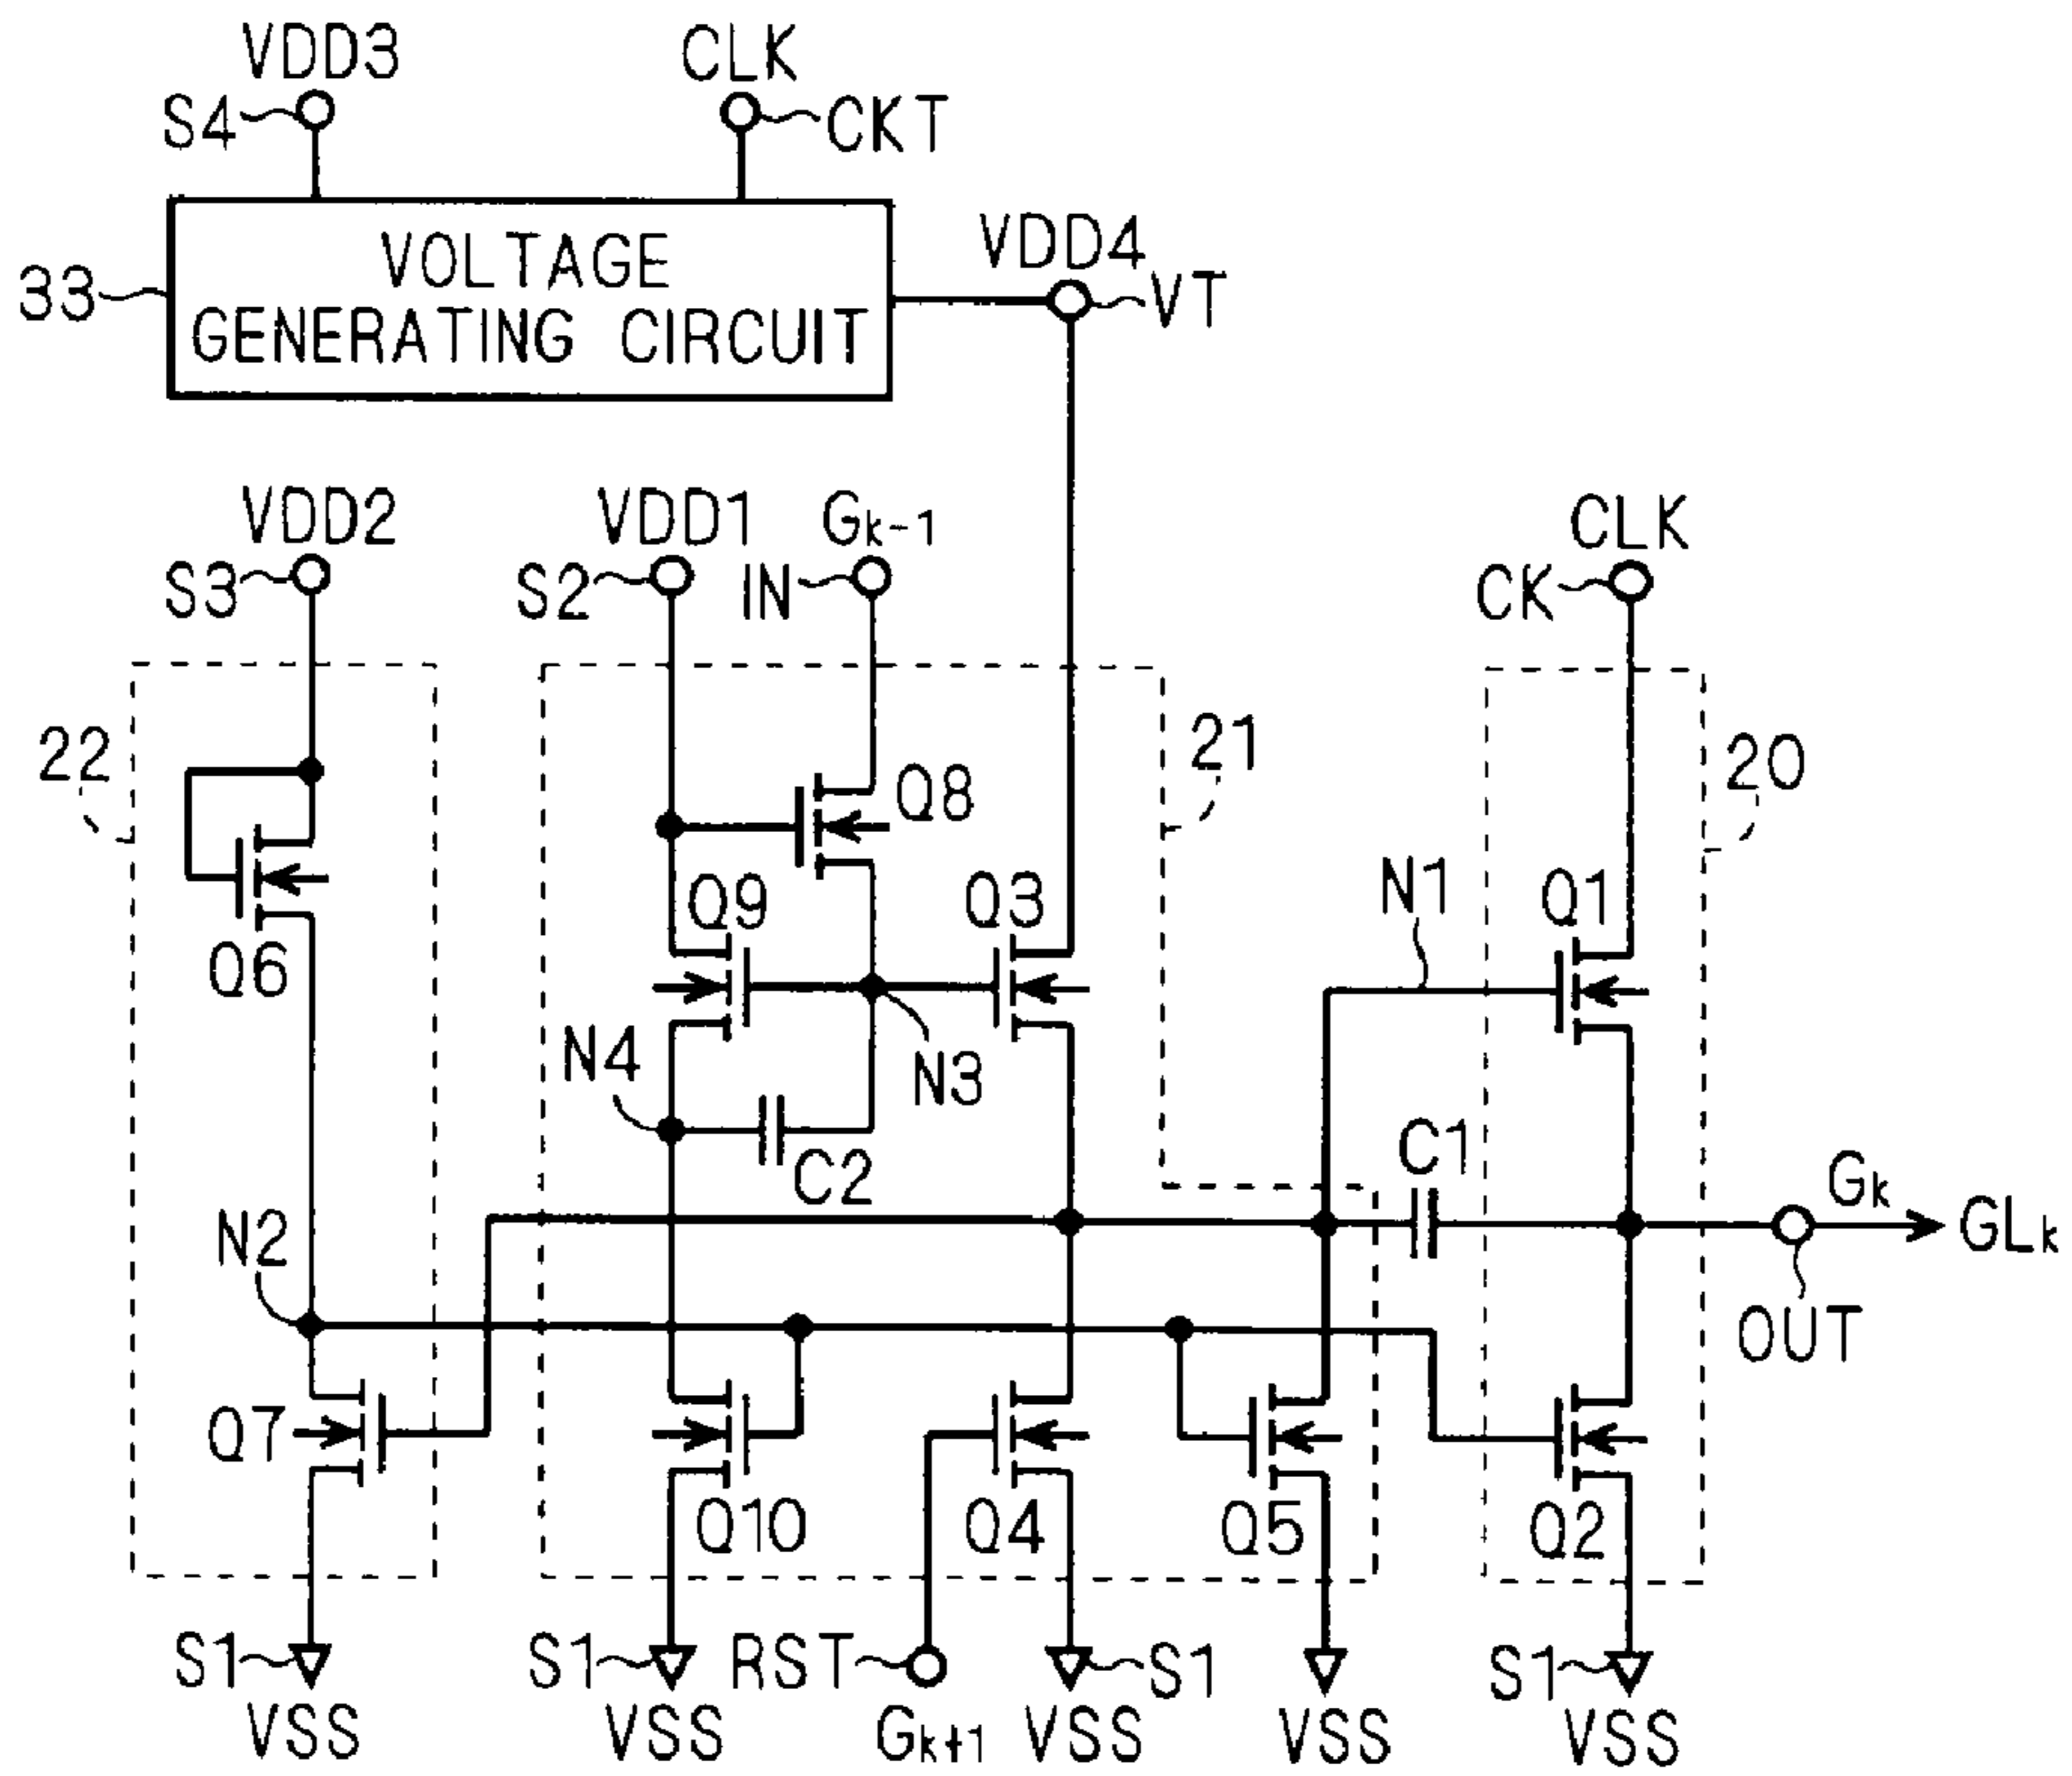 VDD3
CLK
S4
CKT
VOLTAGE
GENERATING CIRCUIT
33
VDD4
VT
VDD2
VDD1
Gk-1
CLK
S3
S2
IN
CK
22
21
20
Q8
Q9
Q3
N1
Q1
Q6
N4
N3
C2
C1
Gk
GLk
N2
OUT
Q7
Q10
Q4
Q5
Q2
S1
S1
RST
S1
S1
VSS
VSS
Gk+1
VSS
VSS
VSS